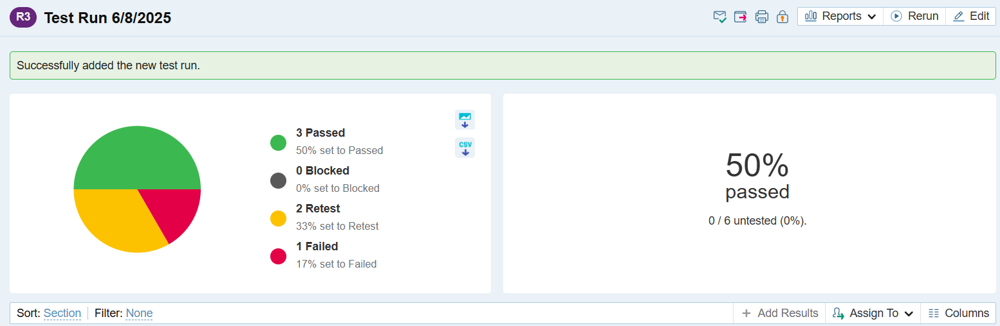 R3 Test Run 6/8/2025
Reports Rerun Edit
Successfully added the new test run.
3 Passed
50% set to Passed
0 Blocked
0% set to Blocked
2 Retest
33% set to Retest
1 Failed
17% set to Failed
CSV
50%
passed
0 / 6 untested (0%).
Sort: Section Filter: None
Add Results Assign To Columns